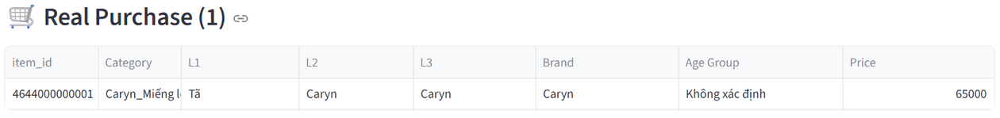 Real Purchase (1)
item_id Category L1 L2 L3 Brand Age Group Price
4644000000001 Caryn_Miếng Tã Caryn Caryn Caryn Không xác định 65000